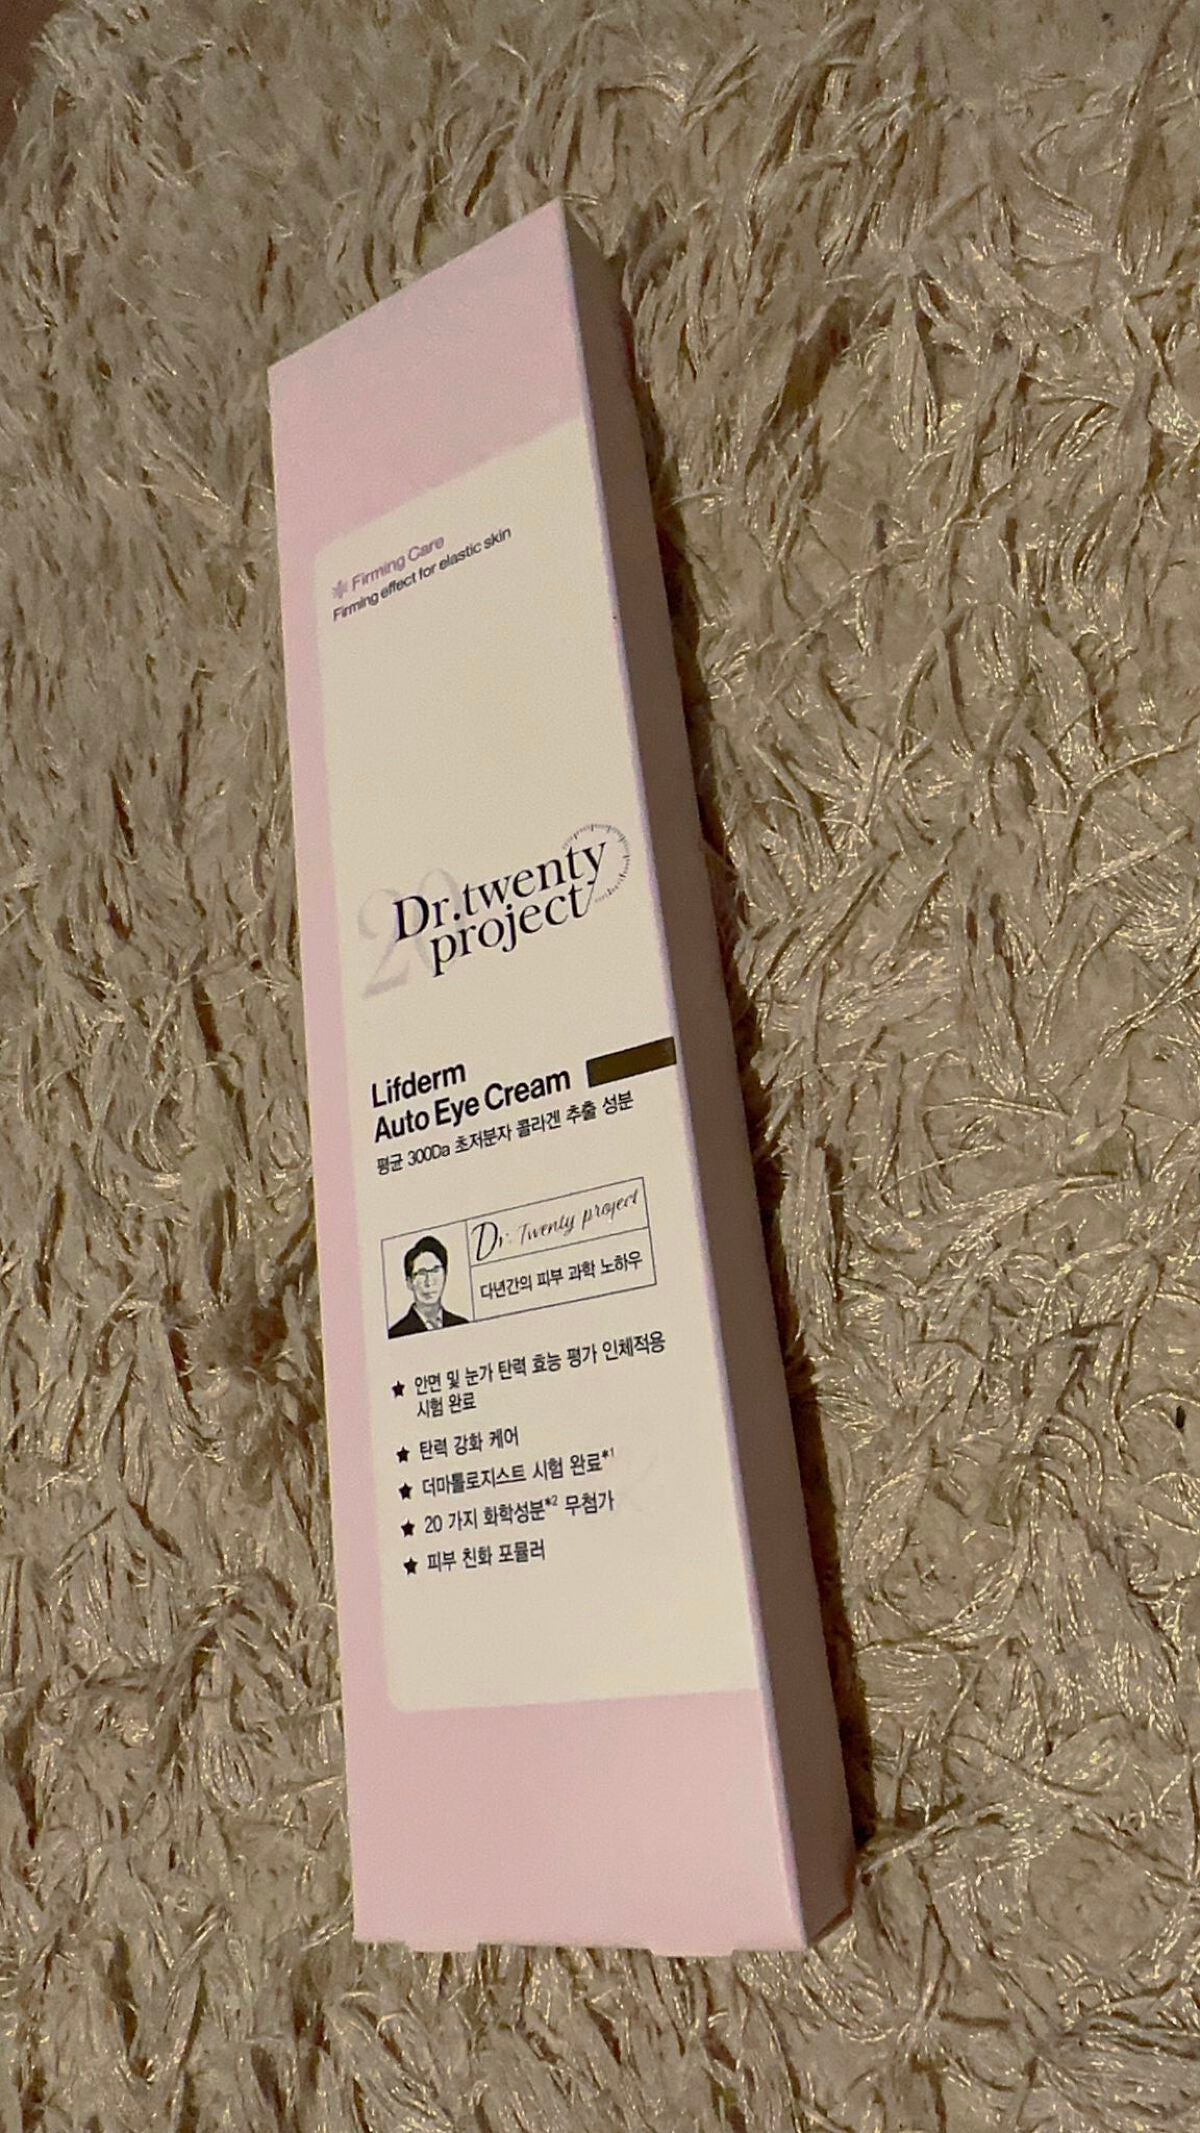 Firming Care
Firming effect for elastic skin
20
Dr.twenty
project
Lifderm
Auto Eye Cream
평균 300Da 초저분자 콜라겐 추출 성분
Dr. Twenty project
다년간의 피부 과학 노하우
★ 안면 및 눈가 탄력 효능 평가 인체적용
시험 완료
★ 탄력 강화 케어
★ 더마톨로지스트 시험 완료*1
★ 20 가지 화학성분*2 무첨가
★ 피부 친화 포뮬러